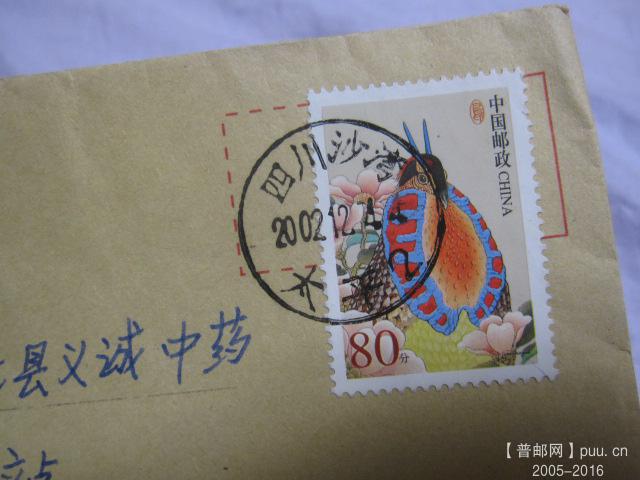 中国邮政 CHINA
四川沙湾
2002.12.
80分
县义诚中药
站
【普邮网】puu.cn
2005-2016